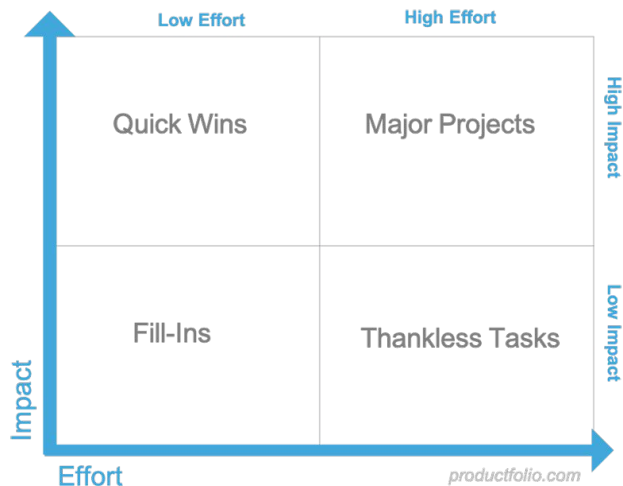 Low Effort
High Effort
Quick Wins
Major Projects
High Impact
Fill-Ins
Thankless Tasks
Low Impact
Impact
Effort
productfolio.com